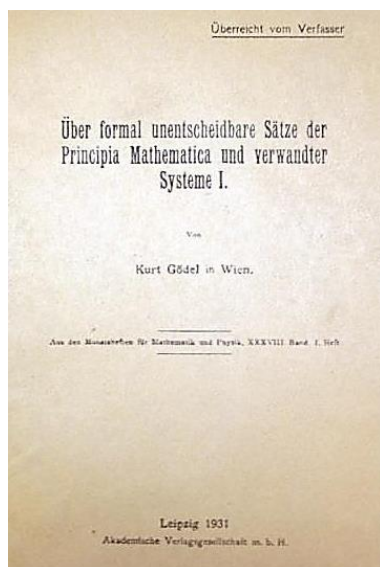 Überreicht vom Verfasser
Über formal unentscheidbare Sätze der
Principia Mathematica und verwandter
Systeme I.
Von
Kurt Gödel in Wien.
Aus den Monatsheften für Mathematik und Physik, XXXVIII. Band, 1. Heft
Leipzig 1931
Akademische Verlagsgesellschaft m. b. H.